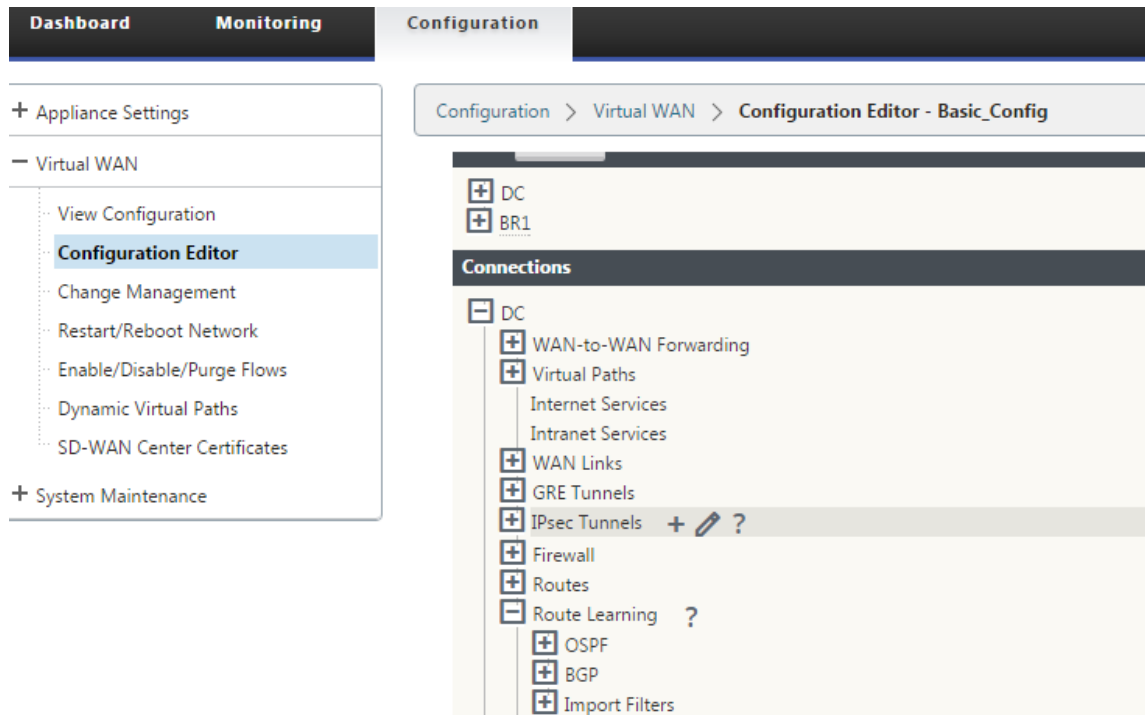 Dashboard Monitoring Configuration
+ Appliance Settings
− Virtual WAN
View Configuration
Configuration Editor
Change Management
Restart/Reboot Network
Enable/Disable/Purge Flows
Dynamic Virtual Paths
SD-WAN Center Certificates
+ System Maintenance
Configuration > Virtual WAN > Configuration Editor - Basic_Config
+ DC
+ BR1
Connections
− DC
+ WAN-to-WAN Forwarding
+ Virtual Paths
Internet Services
Intranet Services
+ WAN Links
+ GRE Tunnels
+ IPsec Tunnels + ?
+ Firewall
+ Routes
− Route Learning ?
+ OSPF
+ BGP
+ Import Filters